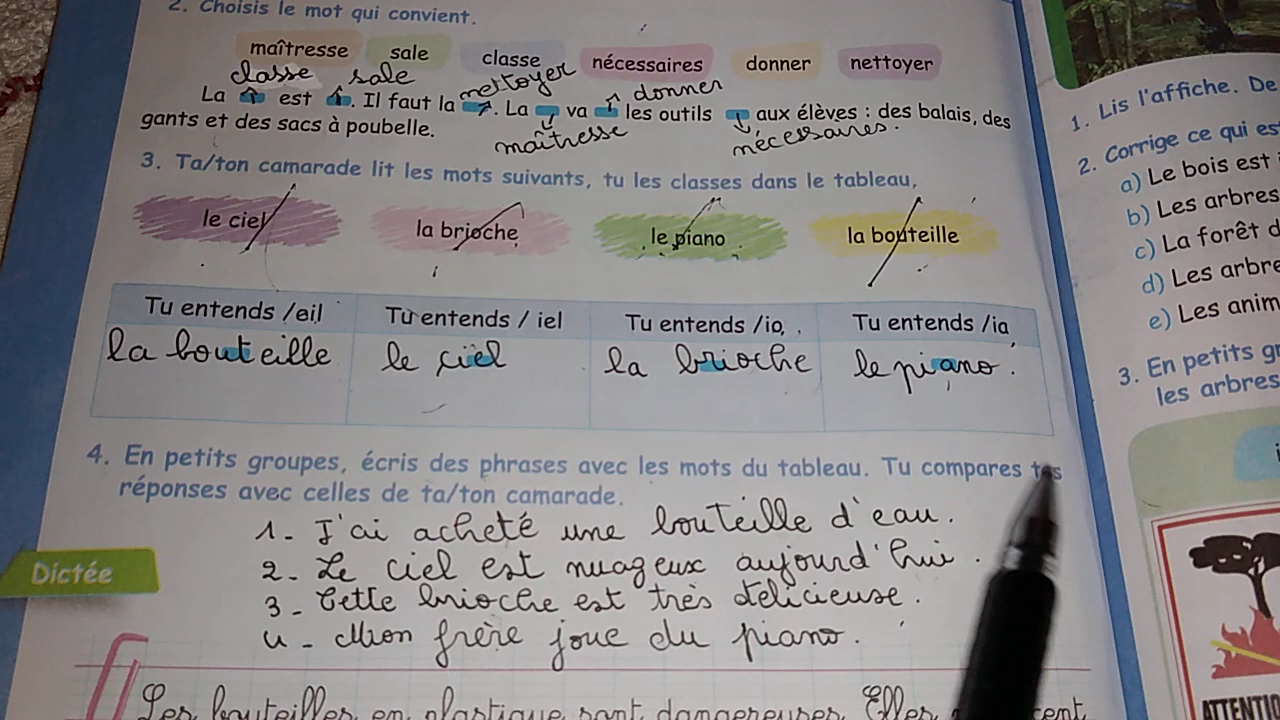 2. Choisis le mot qui convient.
maîtresse sale classe nécessaires donner nettoyer
classe sale nettoyer donner
La est . Il faut la . La va les outils aux élèves : des balais, des
gants et des sacs à poubelle.
maîtresse nécessaires.
3. Ta/ton camarade lit les mots suivants, tu les classes dans le tableau,
le ciel la brioche le piano la bouteille
Tu entends /eil Tu entends / iel Tu entends /io, Tu entends /ia
la bouteille le ciel la brioche le piano.
4. En petits groupes, écris des phrases avec les mots du tableau. Tu compares tes
réponses avec celles de ta/ton camarade.
1- J'ai acheté une bouteille d'eau.
2- Le ciel est nuageux aujourd'hui.
3- Cette brioche est très délicieuse.
4- Mon frère joue du piano.
Dictée
Les bouteilles en plastique sont dangereuses. Elles
1. Lis l'affiche. De
2. Corrige ce qui est
a) Le bois est
b) Les arbres
c) La forêt d
d) Les arbre
e) Les anim
3. En petits gr
les arbres
ATTENTIO